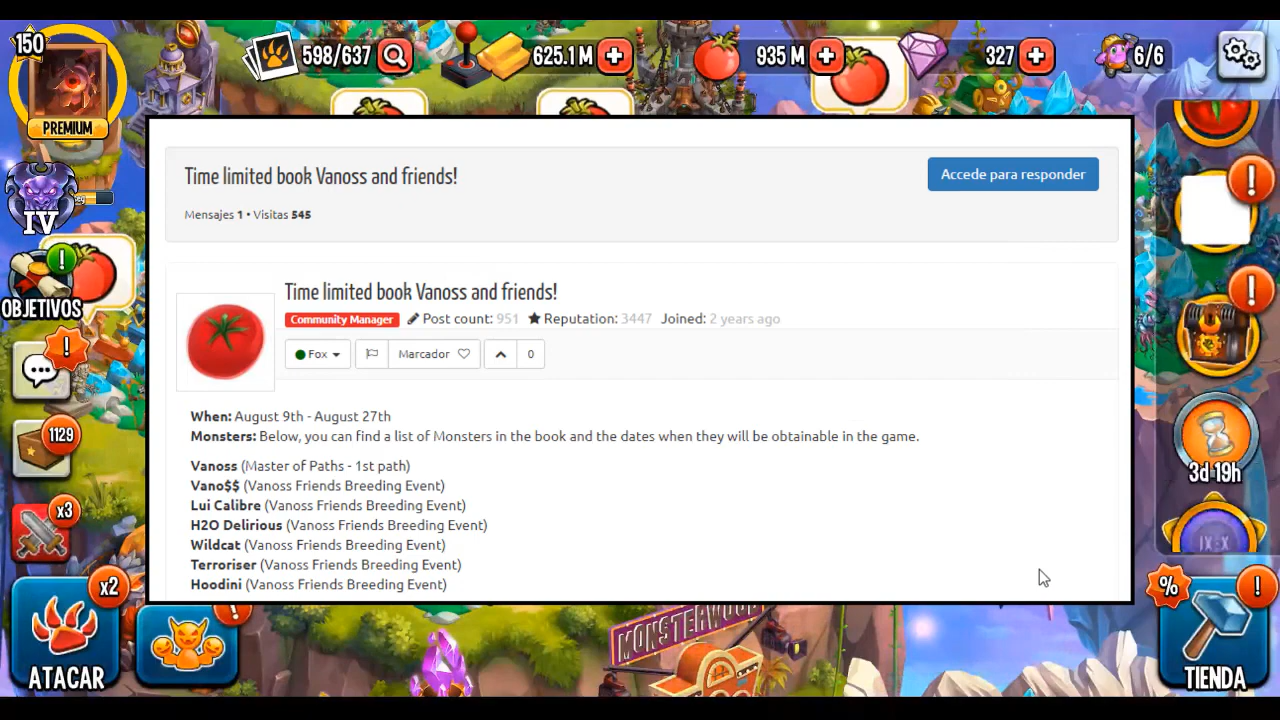 150
598/637
625.1 M
935 M
327
6/6
PREMIUM
IV
seg
OBJETIVOS
1129
x3
x2
ATACAR
Time limited book Vanoss and friends!
Accede para responder
Mensajes 1 • Visitas 545
Time limited book Vanoss and friends!
Community Manager Post count: 951 Reputation: 3447 Joined: 2 years ago
Fox Marcador 0
When: August 9th - August 27th
Monsters: Below, you can find a list of Monsters in the book and the dates when they will be obtainable in the game.
Vanoss (Master of Paths - 1st path)
Vano$$ (Vanoss Friends Breeding Event)
Lui Calibre (Vanoss Friends Breeding Event)
H2O Delirious (Vanoss Friends Breeding Event)
Wildcat (Vanoss Friends Breeding Event)
Terroriser (Vanoss Friends Breeding Event)
Hoodini (Vanoss Friends Breeding Event)
MONSTERWOOD
3d 19h
IX:X
%
TIENDA